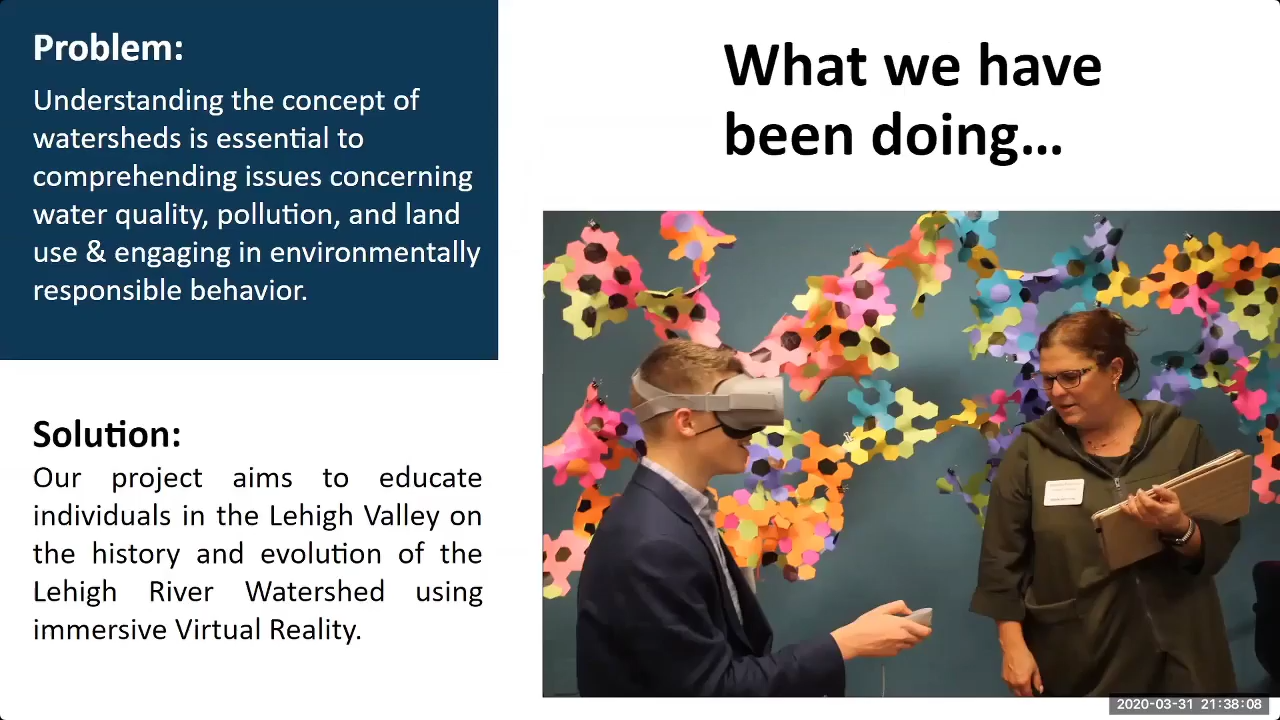 Problem:
Understanding the concept of
watersheds is essential to
comprehending issues concerning
water quality, pollution, and land
use & engaging in environmentally
responsible behavior.
Solution:
Our project aims to educate
individuals in the Lehigh Valley on
the history and evolution of the
Lehigh River Watershed using
immersive Virtual Reality.
What we have
been doing...
2020-03-31 21:38:08